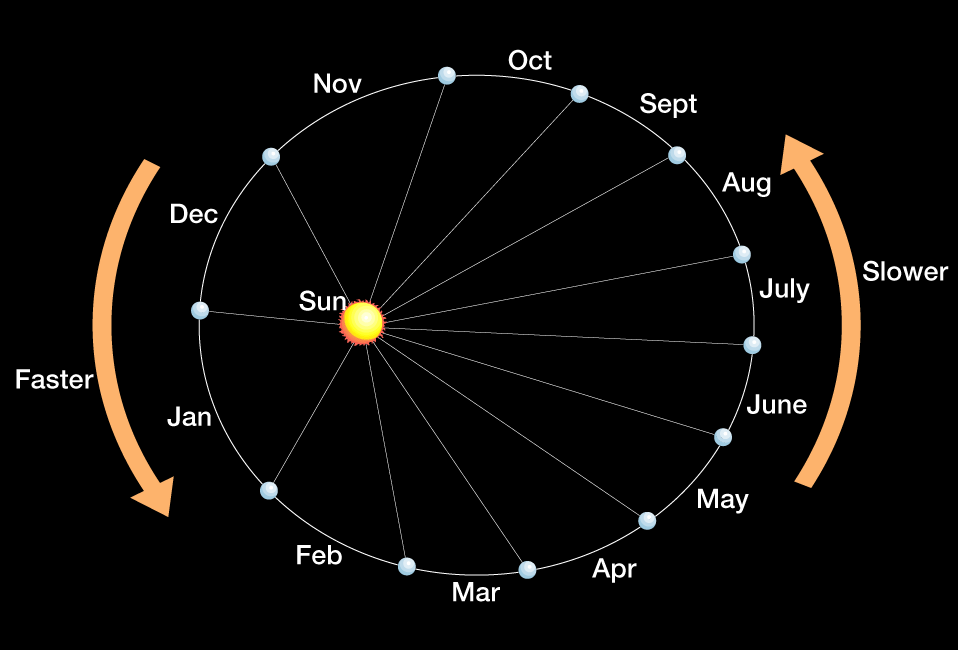 Oct
Nov
Sept
Aug
Dec
Slower
July
Sun
Faster
June
Jan
May
Feb
Apr
Mar